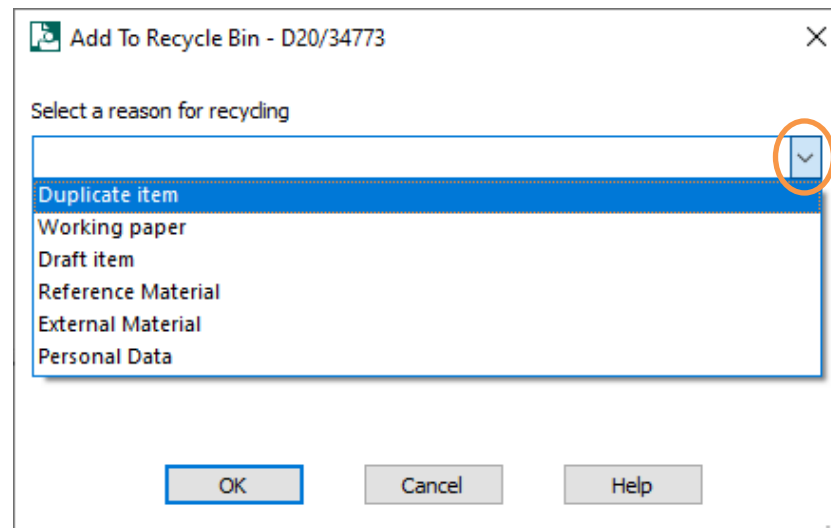 Add To Recycle Bin - D20/34773
Select a reason for recycling
Duplicate item
Working paper
Draft item
Reference Material
External Material
Personal Data
OK Cancel Help